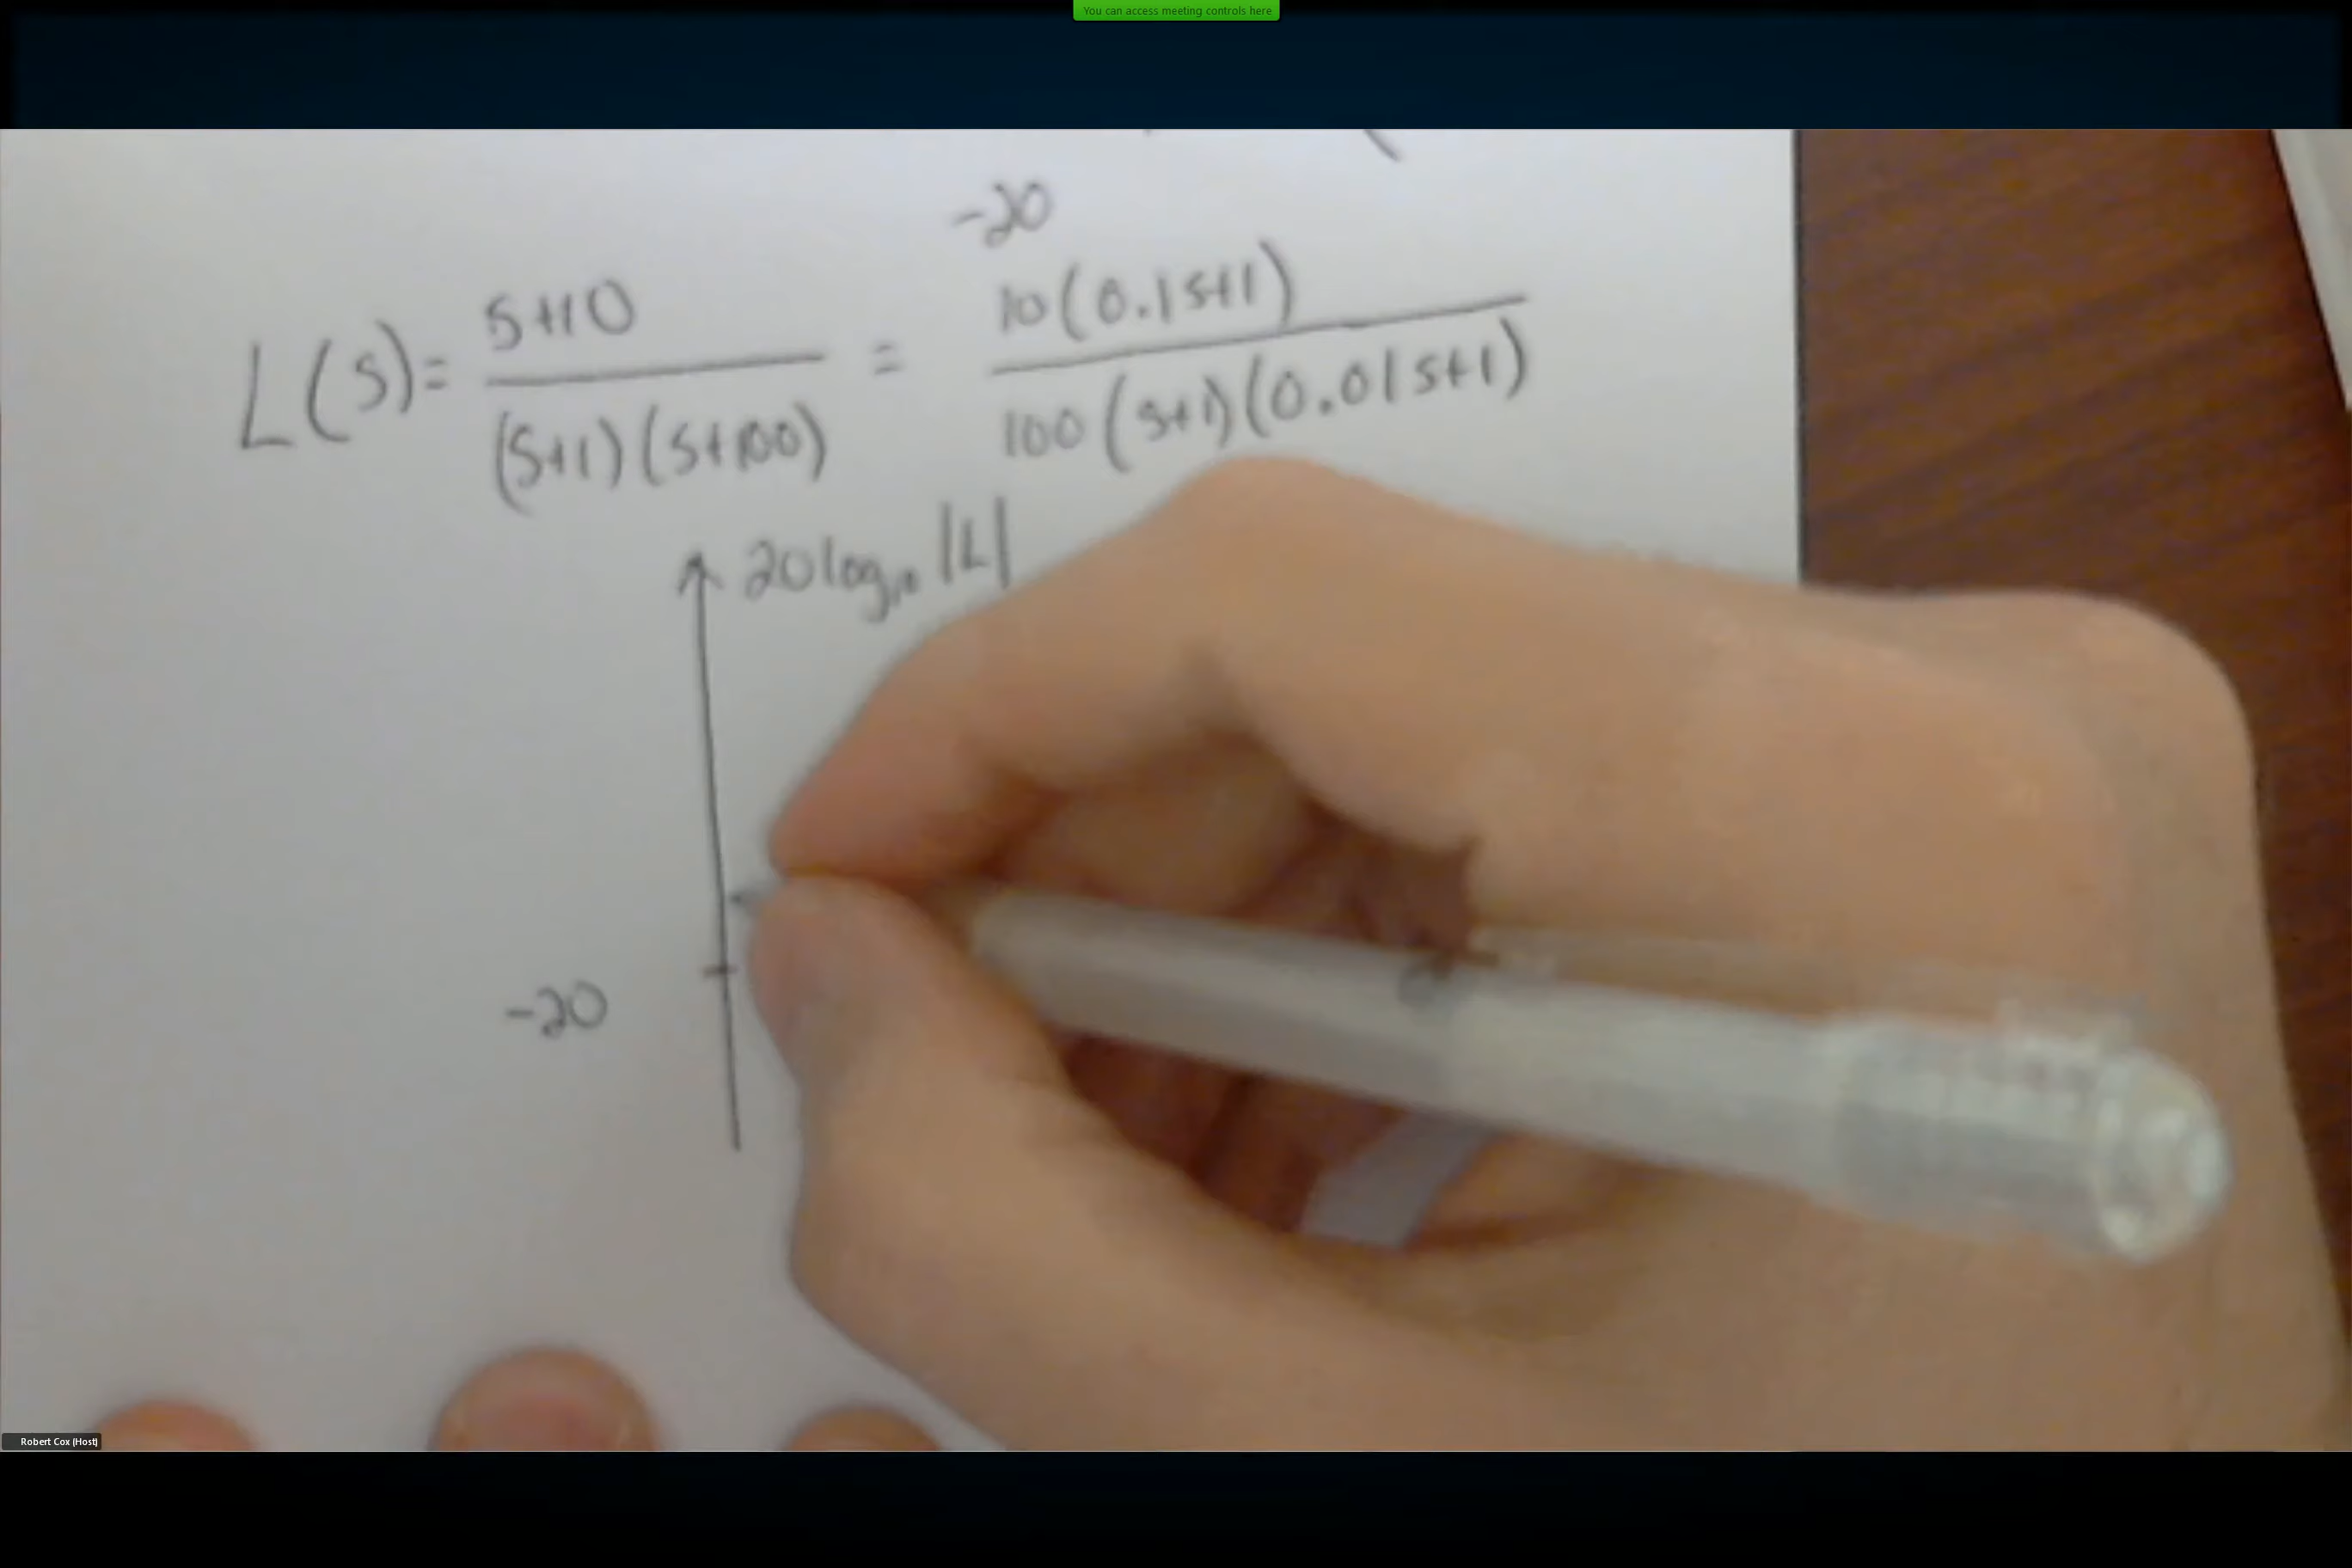 You can access meeting controls here
-20
L(s)= s+10 / (s+1)(s+100) = 10(0.1s+1) / 100(s+1)(0.01s+1)
20log₁₀ |L|
-20
Robert Cox (Host)